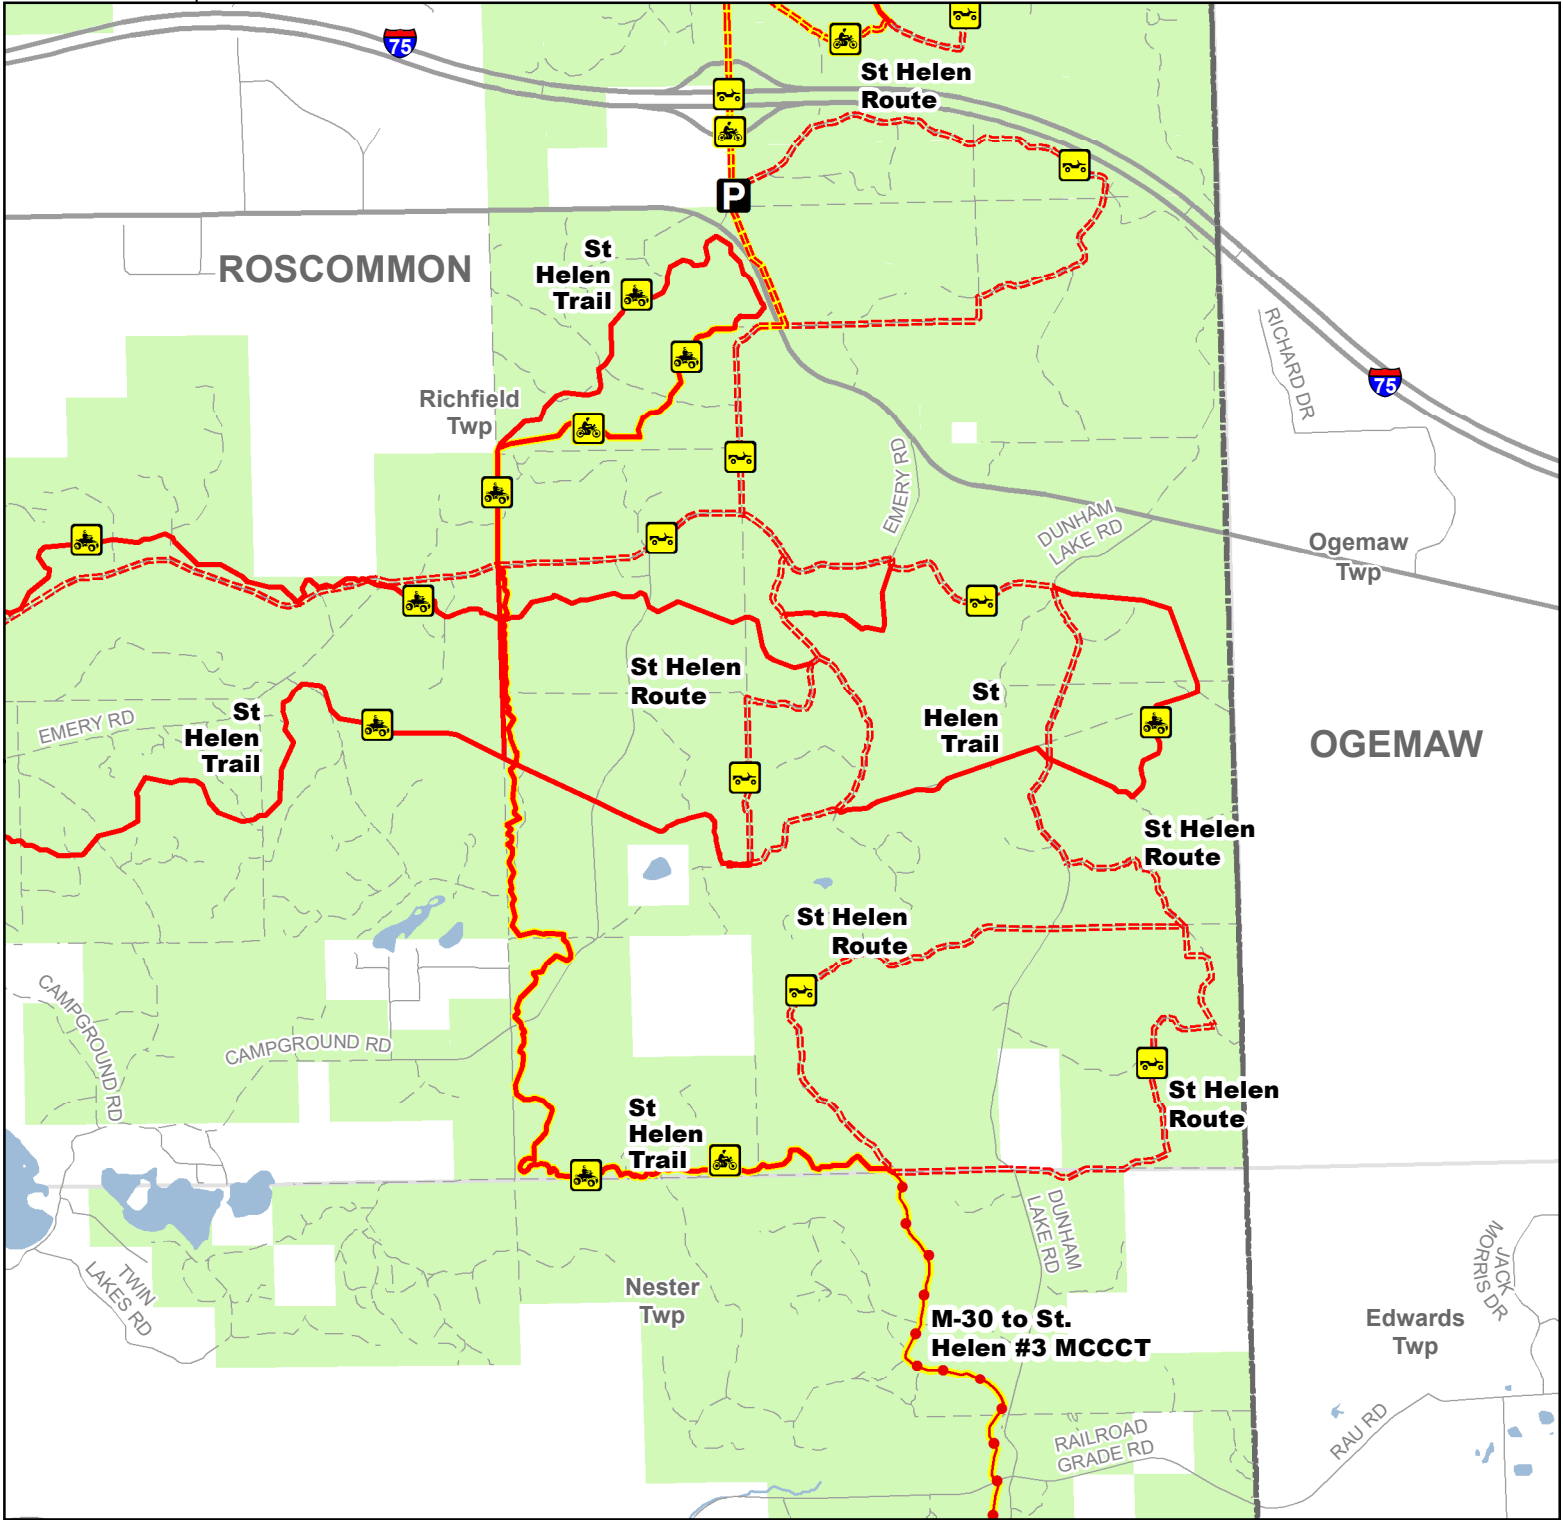 75
St Helen
Route
P
ROSCOMMON
St
Helen
Trail
RICHARD DR
75
Richfield
Twp
EMERY RD
DUNHAM
LAKE RD
Ogemaw
Twp
St Helen
Route
St
Helen
Trail
EMERY RD
St
Helen
Trail
OGEMAW
St Helen
Route
St Helen
Route
CAMPGROUND RD
CAMPGROUND RD
St Helen
Route
St
Helen
Trail
DUNHAM
LAKE RD
TWIN
LAKES RD
Nester
Twp
JACK
MORRIS DR
M-30 to St.
Helen #3 MCCCT
Edwards
Twp
RAILROAD
GRADE RD
RAU RD